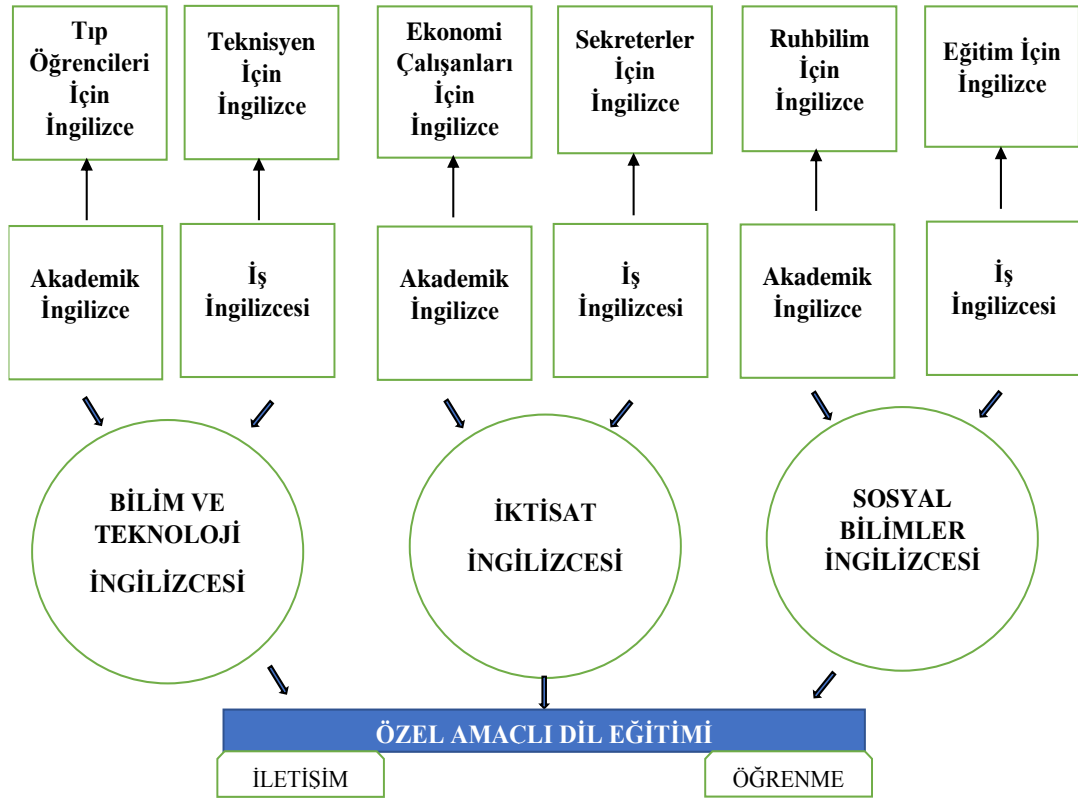 Tıp
Öğrencileri
İçin
İngilizce
Teknisyen
İçin
İngilizce
Ekonomi
Çalışanları
İçin
İngilizce
Sekreterler
İçin
İngilizce
Ruhbilim
İçin
İngilizce
Eğitim İçin
İngilizce
Akademik
İngilizce
İş
İngilizcesi
Akademik
İngilizce
İş
İngilizcesi
Akademik
İngilizce
İş
İngilizcesi
BİLİM VE
TEKNOLOJİ
İNGİLİZCESİ
İKTİSAT
İNGİLİZCESİ
SOSYAL
BİLİMLER
İNGİLİZCESİ
ÖZEL AMAÇLI DİL EĞİTİMİ
İLETİŞİM
ÖĞRENME